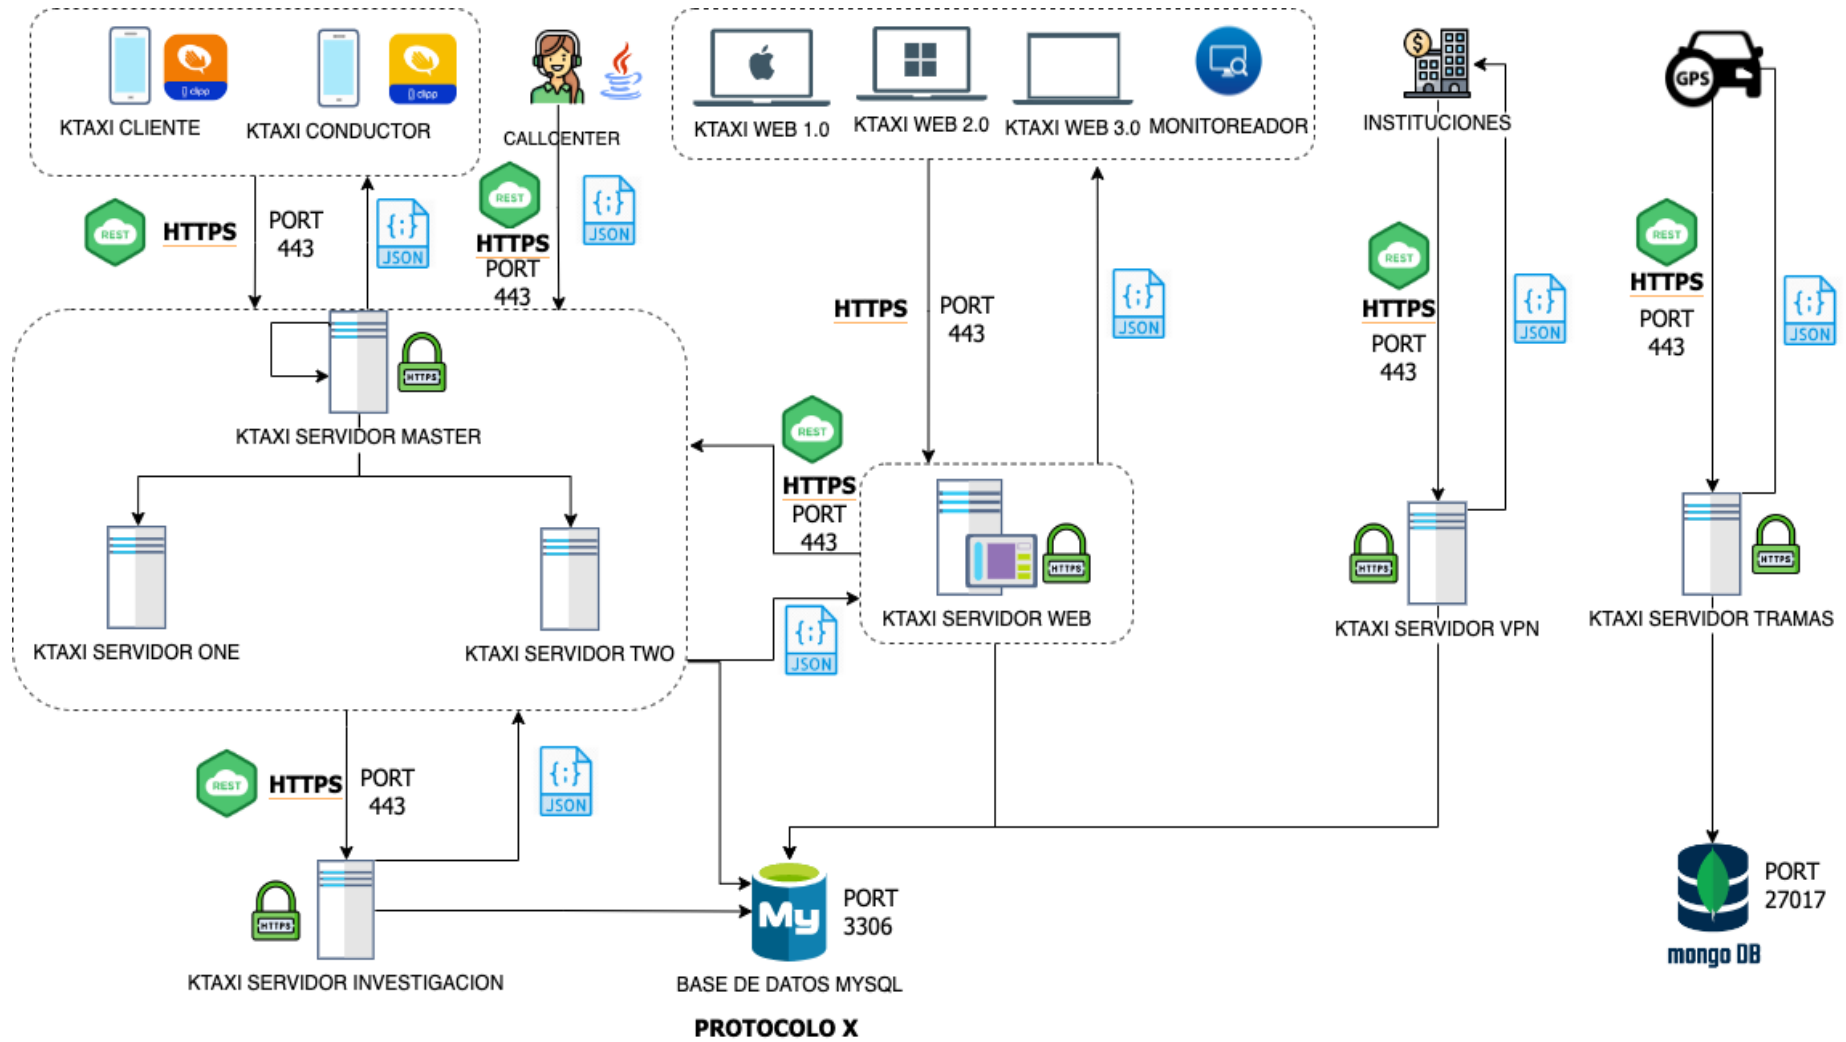 KTAXI CLIENTE
clipp
KTAXI CONDUCTOR
clipp
CALLCENTER
KTAXI WEB 1.0
KTAXI WEB 2.0
KTAXI WEB 3.0
MONITOREADOR
$
INSTITUCIONES
GPS
REST
HTTPS
PORT
443
{;}
JSON
REST
HTTPS
PORT
443
{;}
JSON
HTTPS
PORT
443
{;}
JSON
REST
HTTPS
PORT
443
{;}
JSON
REST
HTTPS
PORT
443
{;}
JSON
HTTPS
KTAXI SERVIDOR MASTER
KTAXI SERVIDOR ONE
KTAXI SERVIDOR TWO
REST
HTTPS
PORT
443
{;}
JSON
HTTPS
KTAXI SERVIDOR WEB
HTTPS
KTAXI SERVIDOR VPN
HTTPS
KTAXI SERVIDOR TRAMAS
REST
HTTPS
PORT
443
{;}
JSON
HTTPS
KTAXI SERVIDOR INVESTIGACION
My
PORT
3306
BASE DE DATOS MYSQL
PROTOCOLO X
PORT
27017
mongo DB